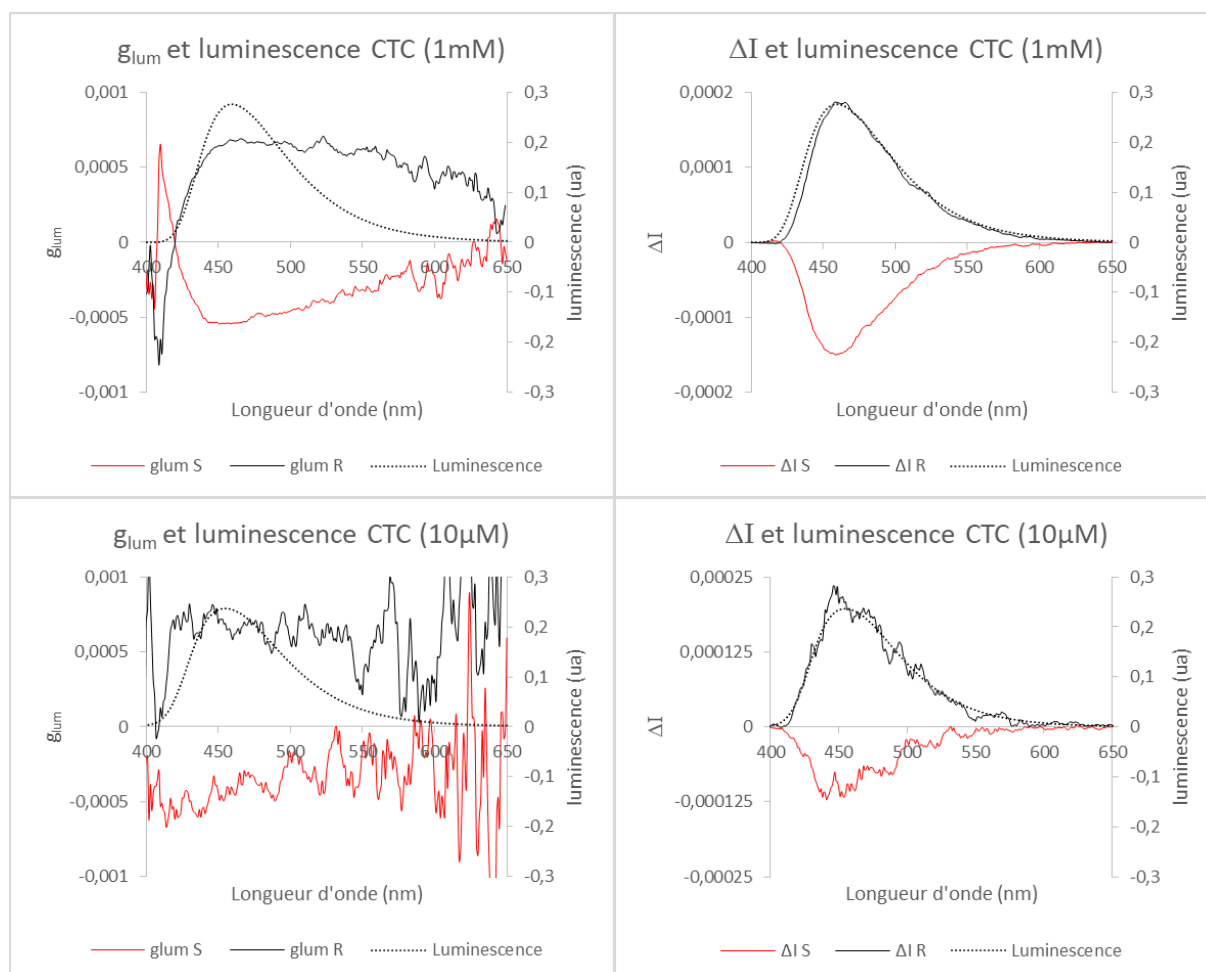 g_lum et luminescence CTC (1mM)
0,001
0,0005
0
-0,0005
-0,001
0,3
0,2
0,1
0
-0,1
-0,2
-0,3
400 450 500 550 600 650
g_lum
luminescence (ua)
Longueur d'onde (nm)
glum S glum R Luminescence
ΔI et luminescence CTC (1mM)
0,0002
0,0001
0
-0,0001
-0,0002
0,3
0,2
0,1
0
-0,1
-0,2
-0,3
400 450 500 550 600 650
ΔI
luminescence (ua)
Longueur d'onde (nm)
ΔI S ΔI R Luminescence
g_lum et luminescence CTC (10µM)
0,001
0,0005
0
-0,0005
-0,001
0,3
0,2
0,1
0
-0,1
-0,2
-0,3
400 450 500 550 600 650
g_lum
luminescence (ua)
Longueur d'onde (nm)
glum S glum R Luminescence
ΔI et luminescence CTC (10µM)
0,00025
0,000125
0
-0,000125
-0,00025
0,3
0,2
0,1
0
-0,1
-0,2
-0,3
400 450 500 550 600 650
ΔI
luminescence (ua)
Longueur d'onde (nm)
ΔI S ΔI R Luminescence